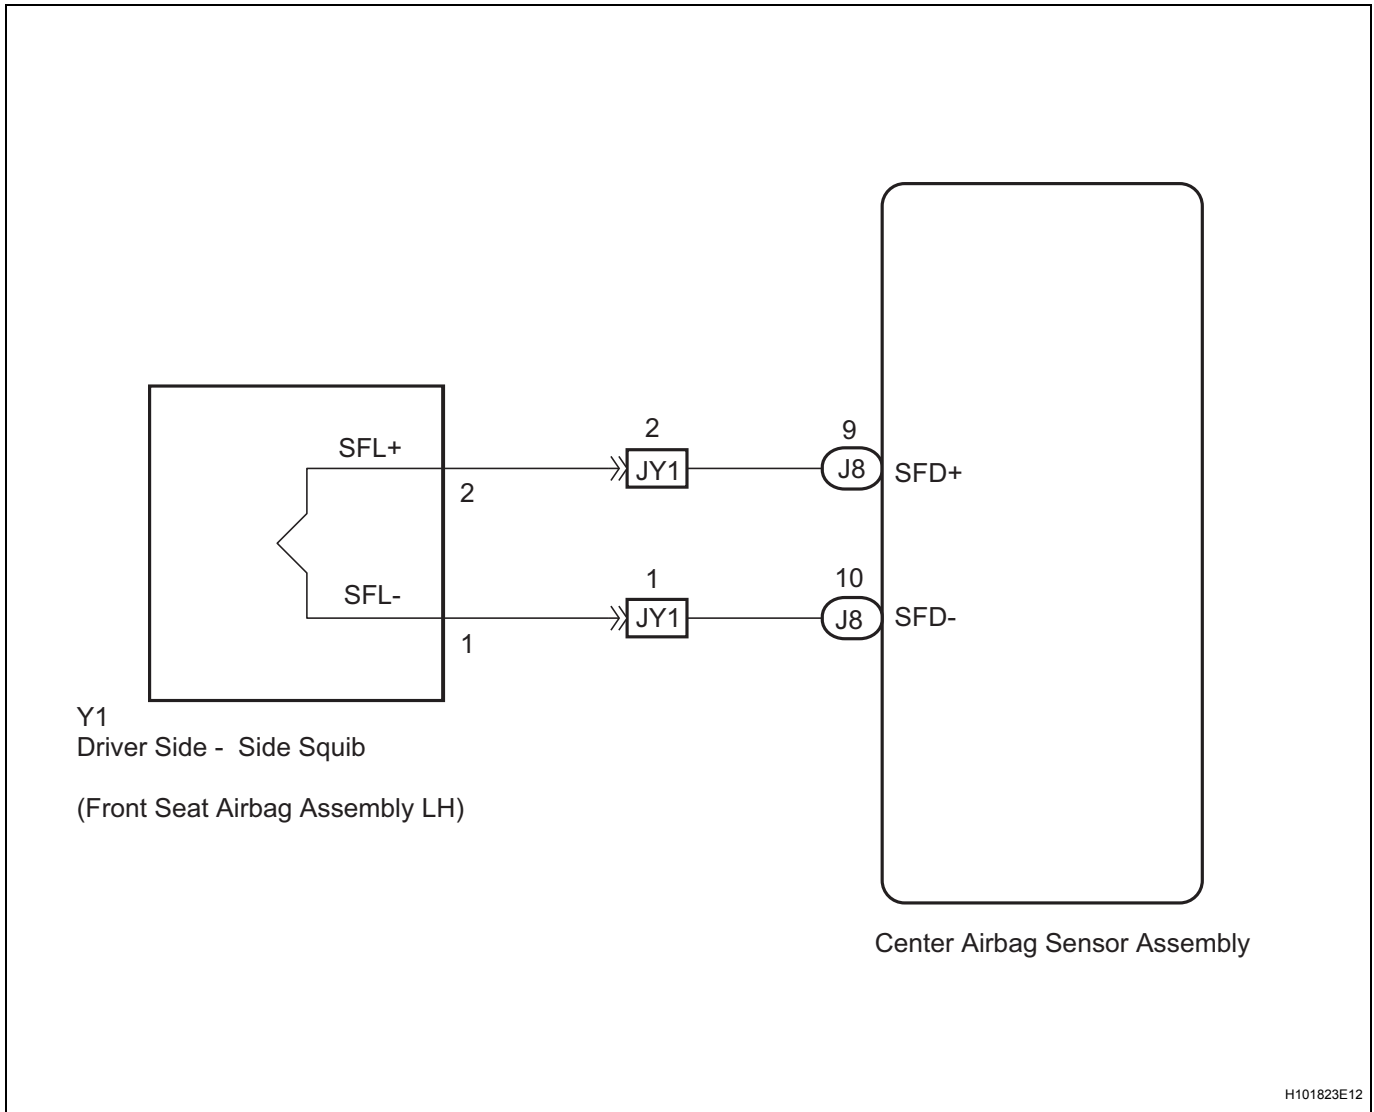 SFL+
2
2
JY1
9
J8
SFD+
SFL-
1
1
JY1
10
J8
SFD-
Y1
Driver Side - Side Squib
(Front Seat Airbag Assembly LH)
Center Airbag Sensor Assembly
H101823E12